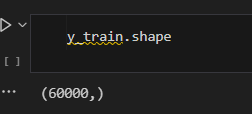 y_train.shape
[ ]
... (60000,)